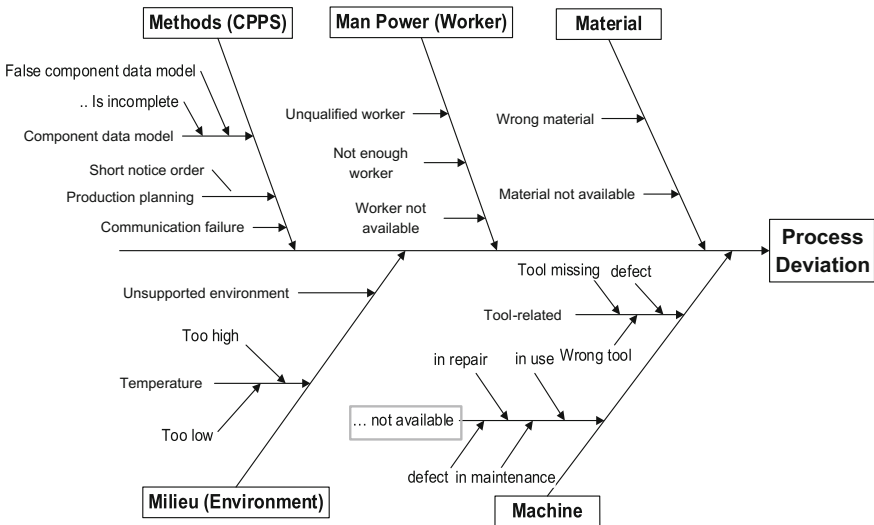 Methods (CPPS)
Man Power (Worker)
Material
False component data model
.. Is incomplete
Component data model
Short notice order
Production planning
Communication failure
Unqualified worker
Not enough
worker
Worker not
available
Wrong material
Material not available
Process
Deviation
Unsupported environment
Too high
Temperature
Too low
Milieu (Environment)
Tool missing
defect
Tool-related
Wrong tool
in repair
in use
... not available
defect
in maintenance
Machine